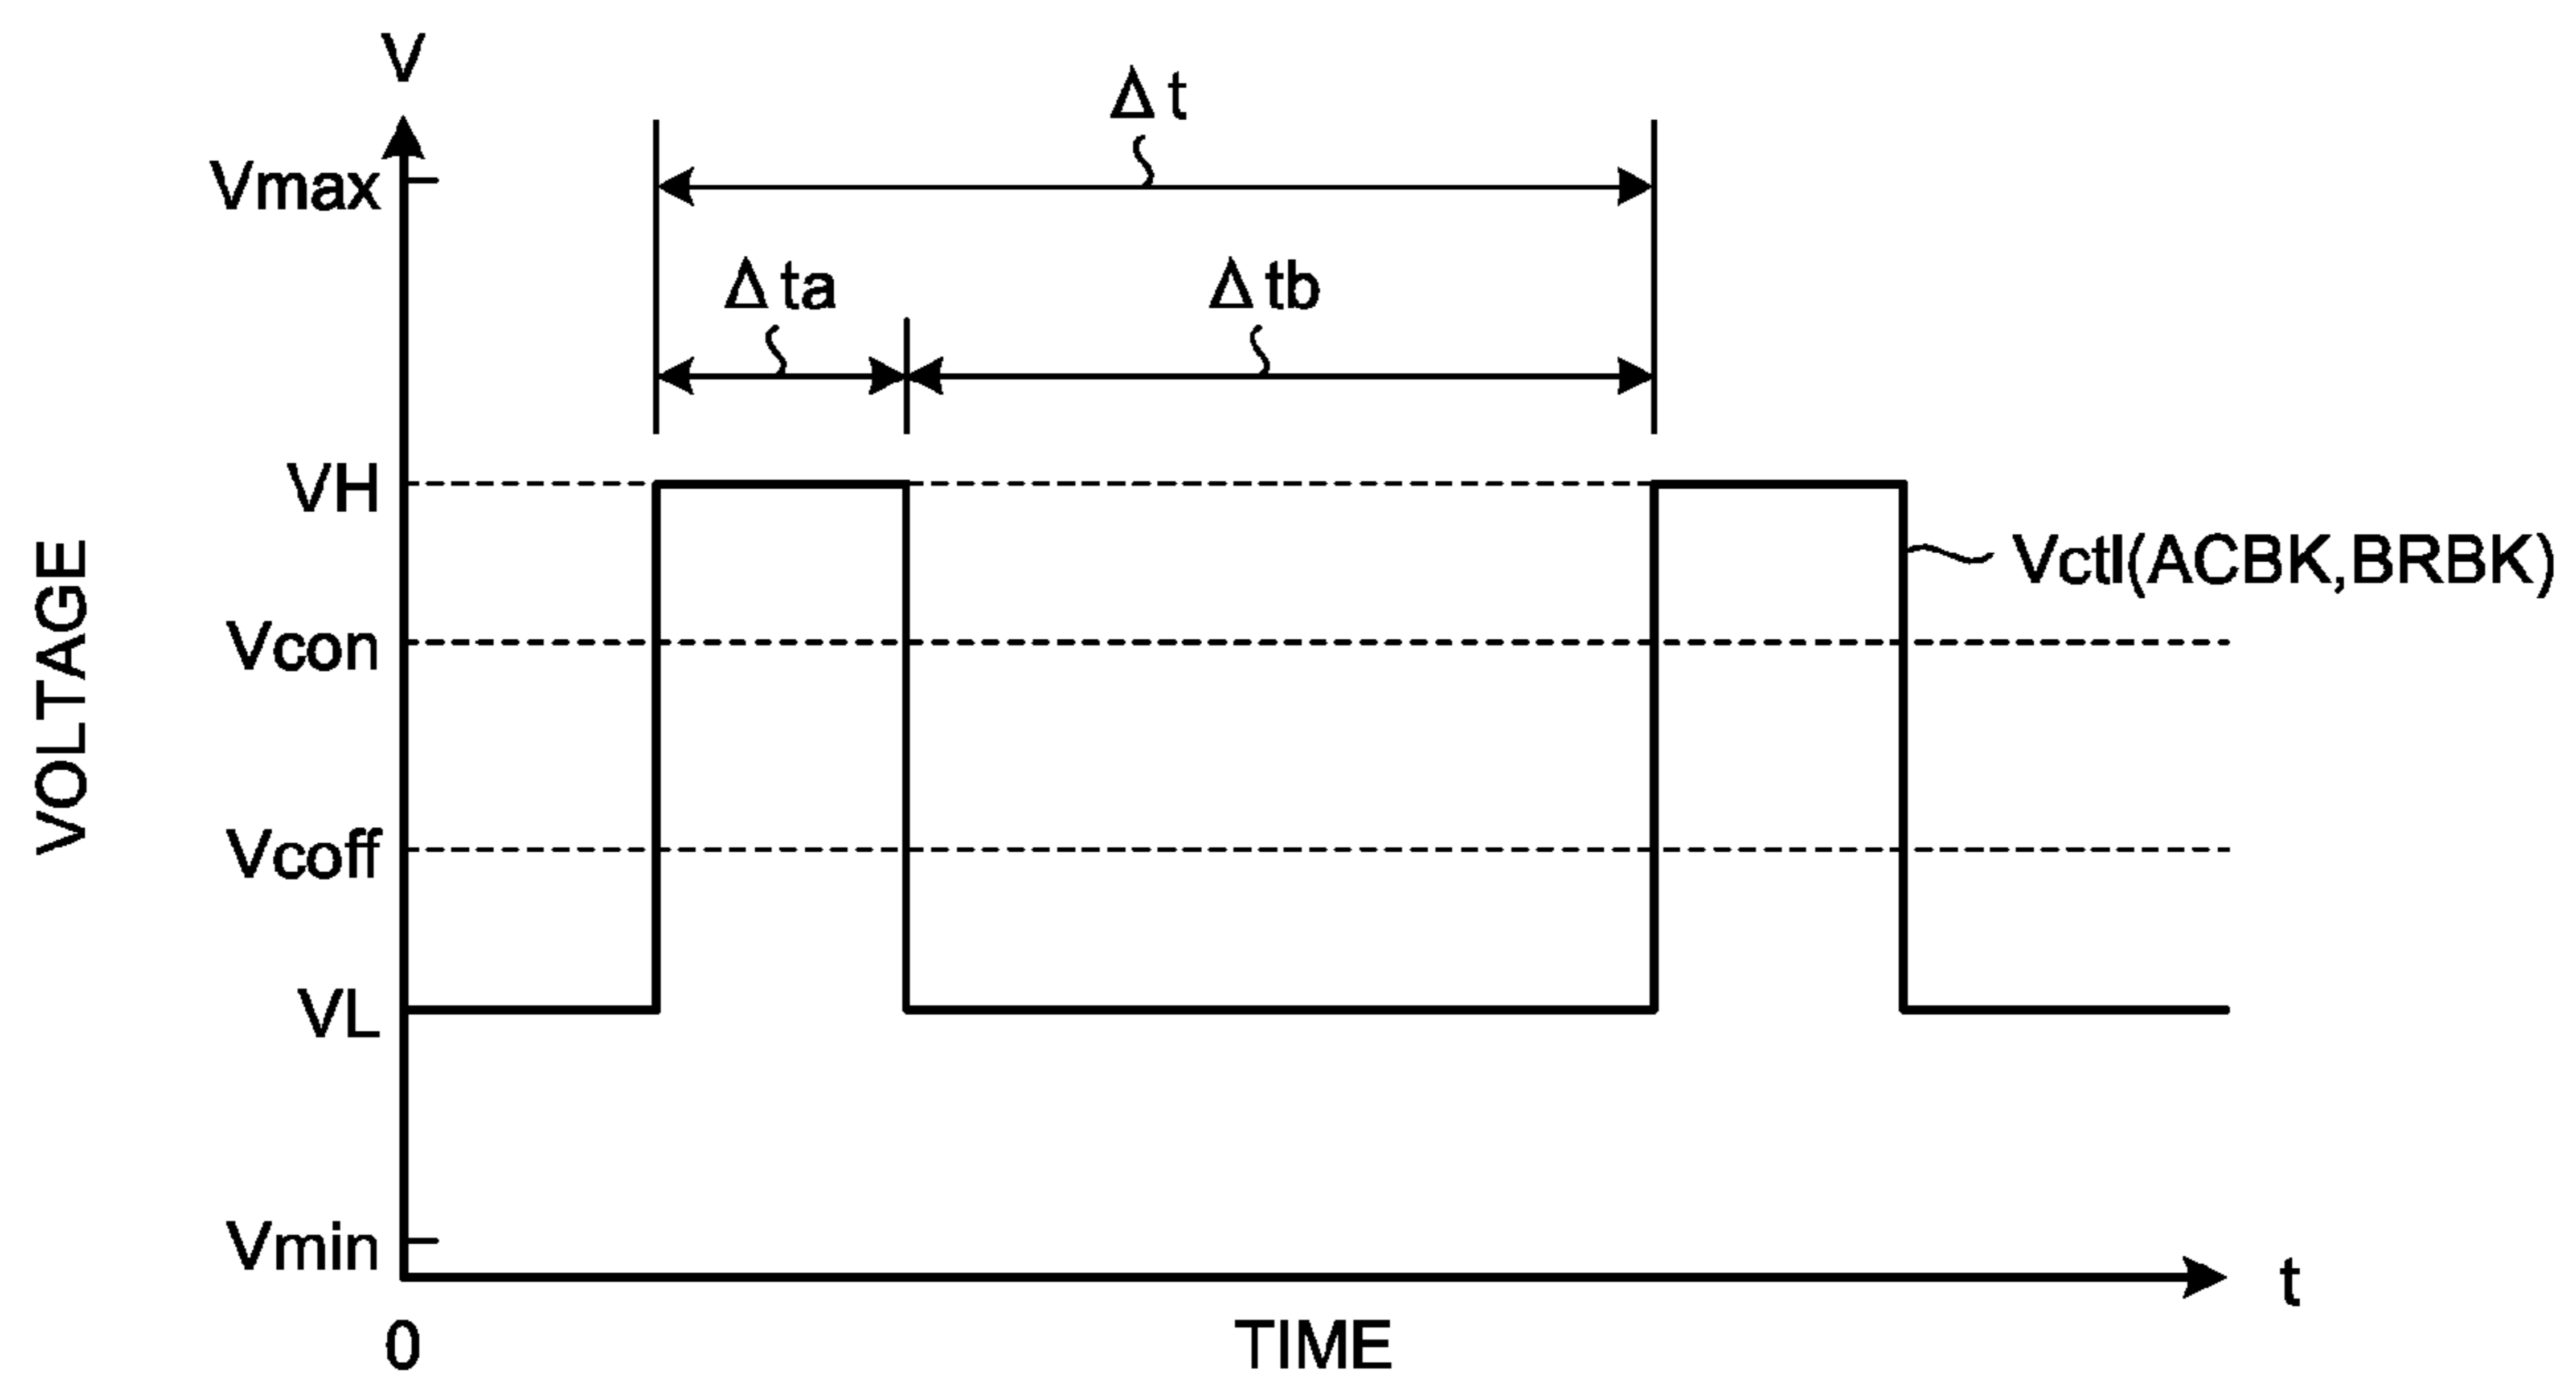 V
Δt
Vmax
Δta
Δtb
VH
Vctl(ACBK,BRBK)
Vcon
VOLTAGE
Vcoff
VL
Vmin
t
0
TIME